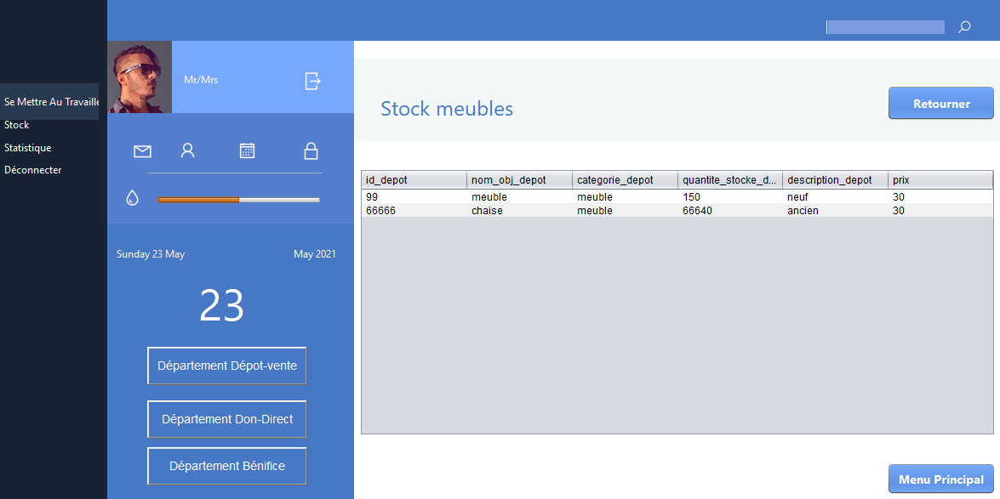 Se Mettre Au Travaille
Stock
Statistique
Déconnecter
Mr/Mrs
Sunday 23 May
May 2021
23
Département Dépot-vente
Département Don-Direct
Département Bénifice
Stock meubles
Retourner
id_depot nom_obj_depot categorie_depot quantite_stocke_d... description_depot prix
99 meuble meuble 150 neuf 30
66666 chaise meuble 66640 ancien 30
Menu Principal